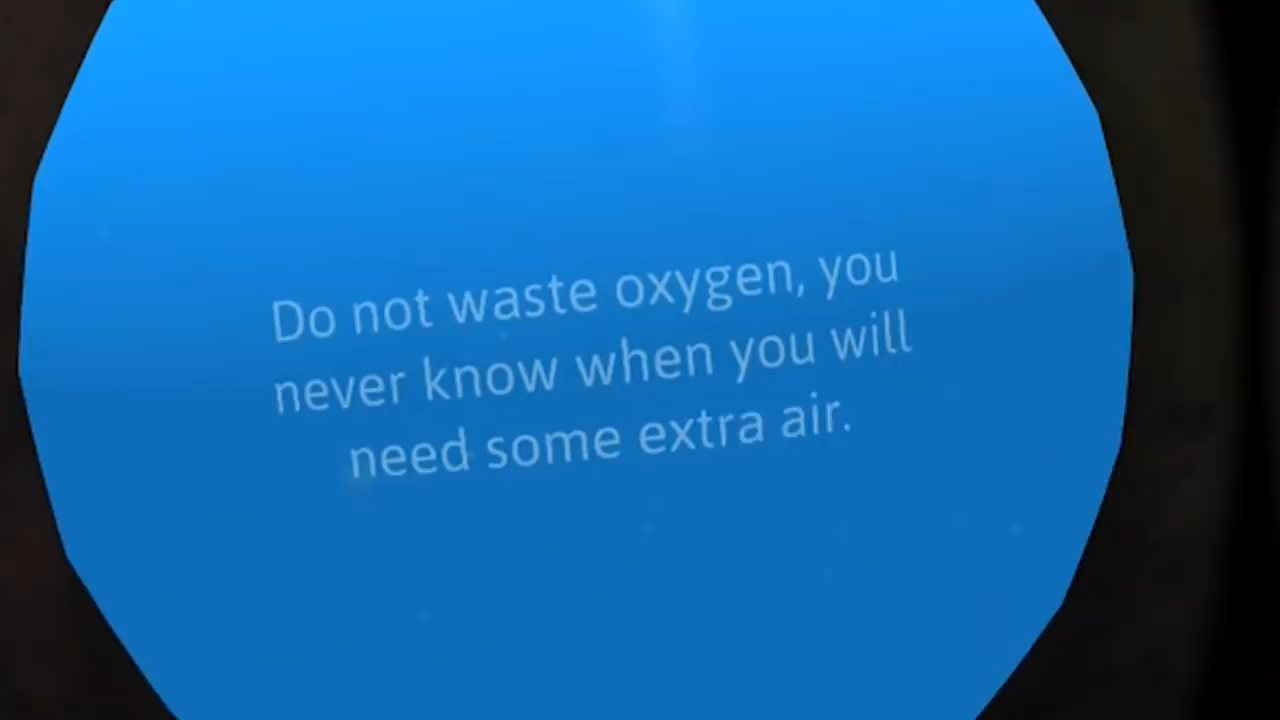 Do not waste oxygen, you
never know when you will
need some extra air.